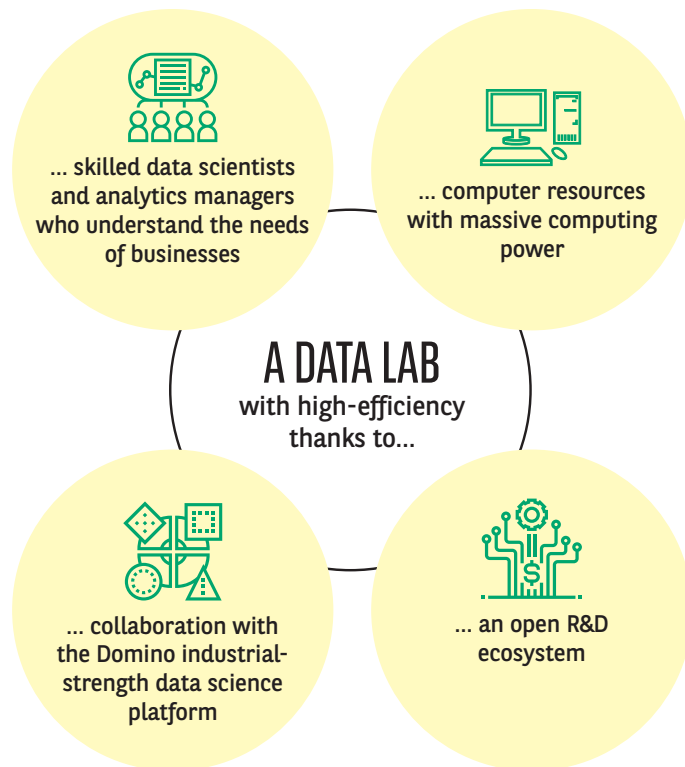 ... skilled data scientists
and analytics managers
who understand the needs
of businesses
... computer resources
with massive computing
power
A DATA LAB
with high-efficiency
thanks to...
... collaboration with
the Domino industrial-
strength data science
platform
$
... an open R&D
ecosystem